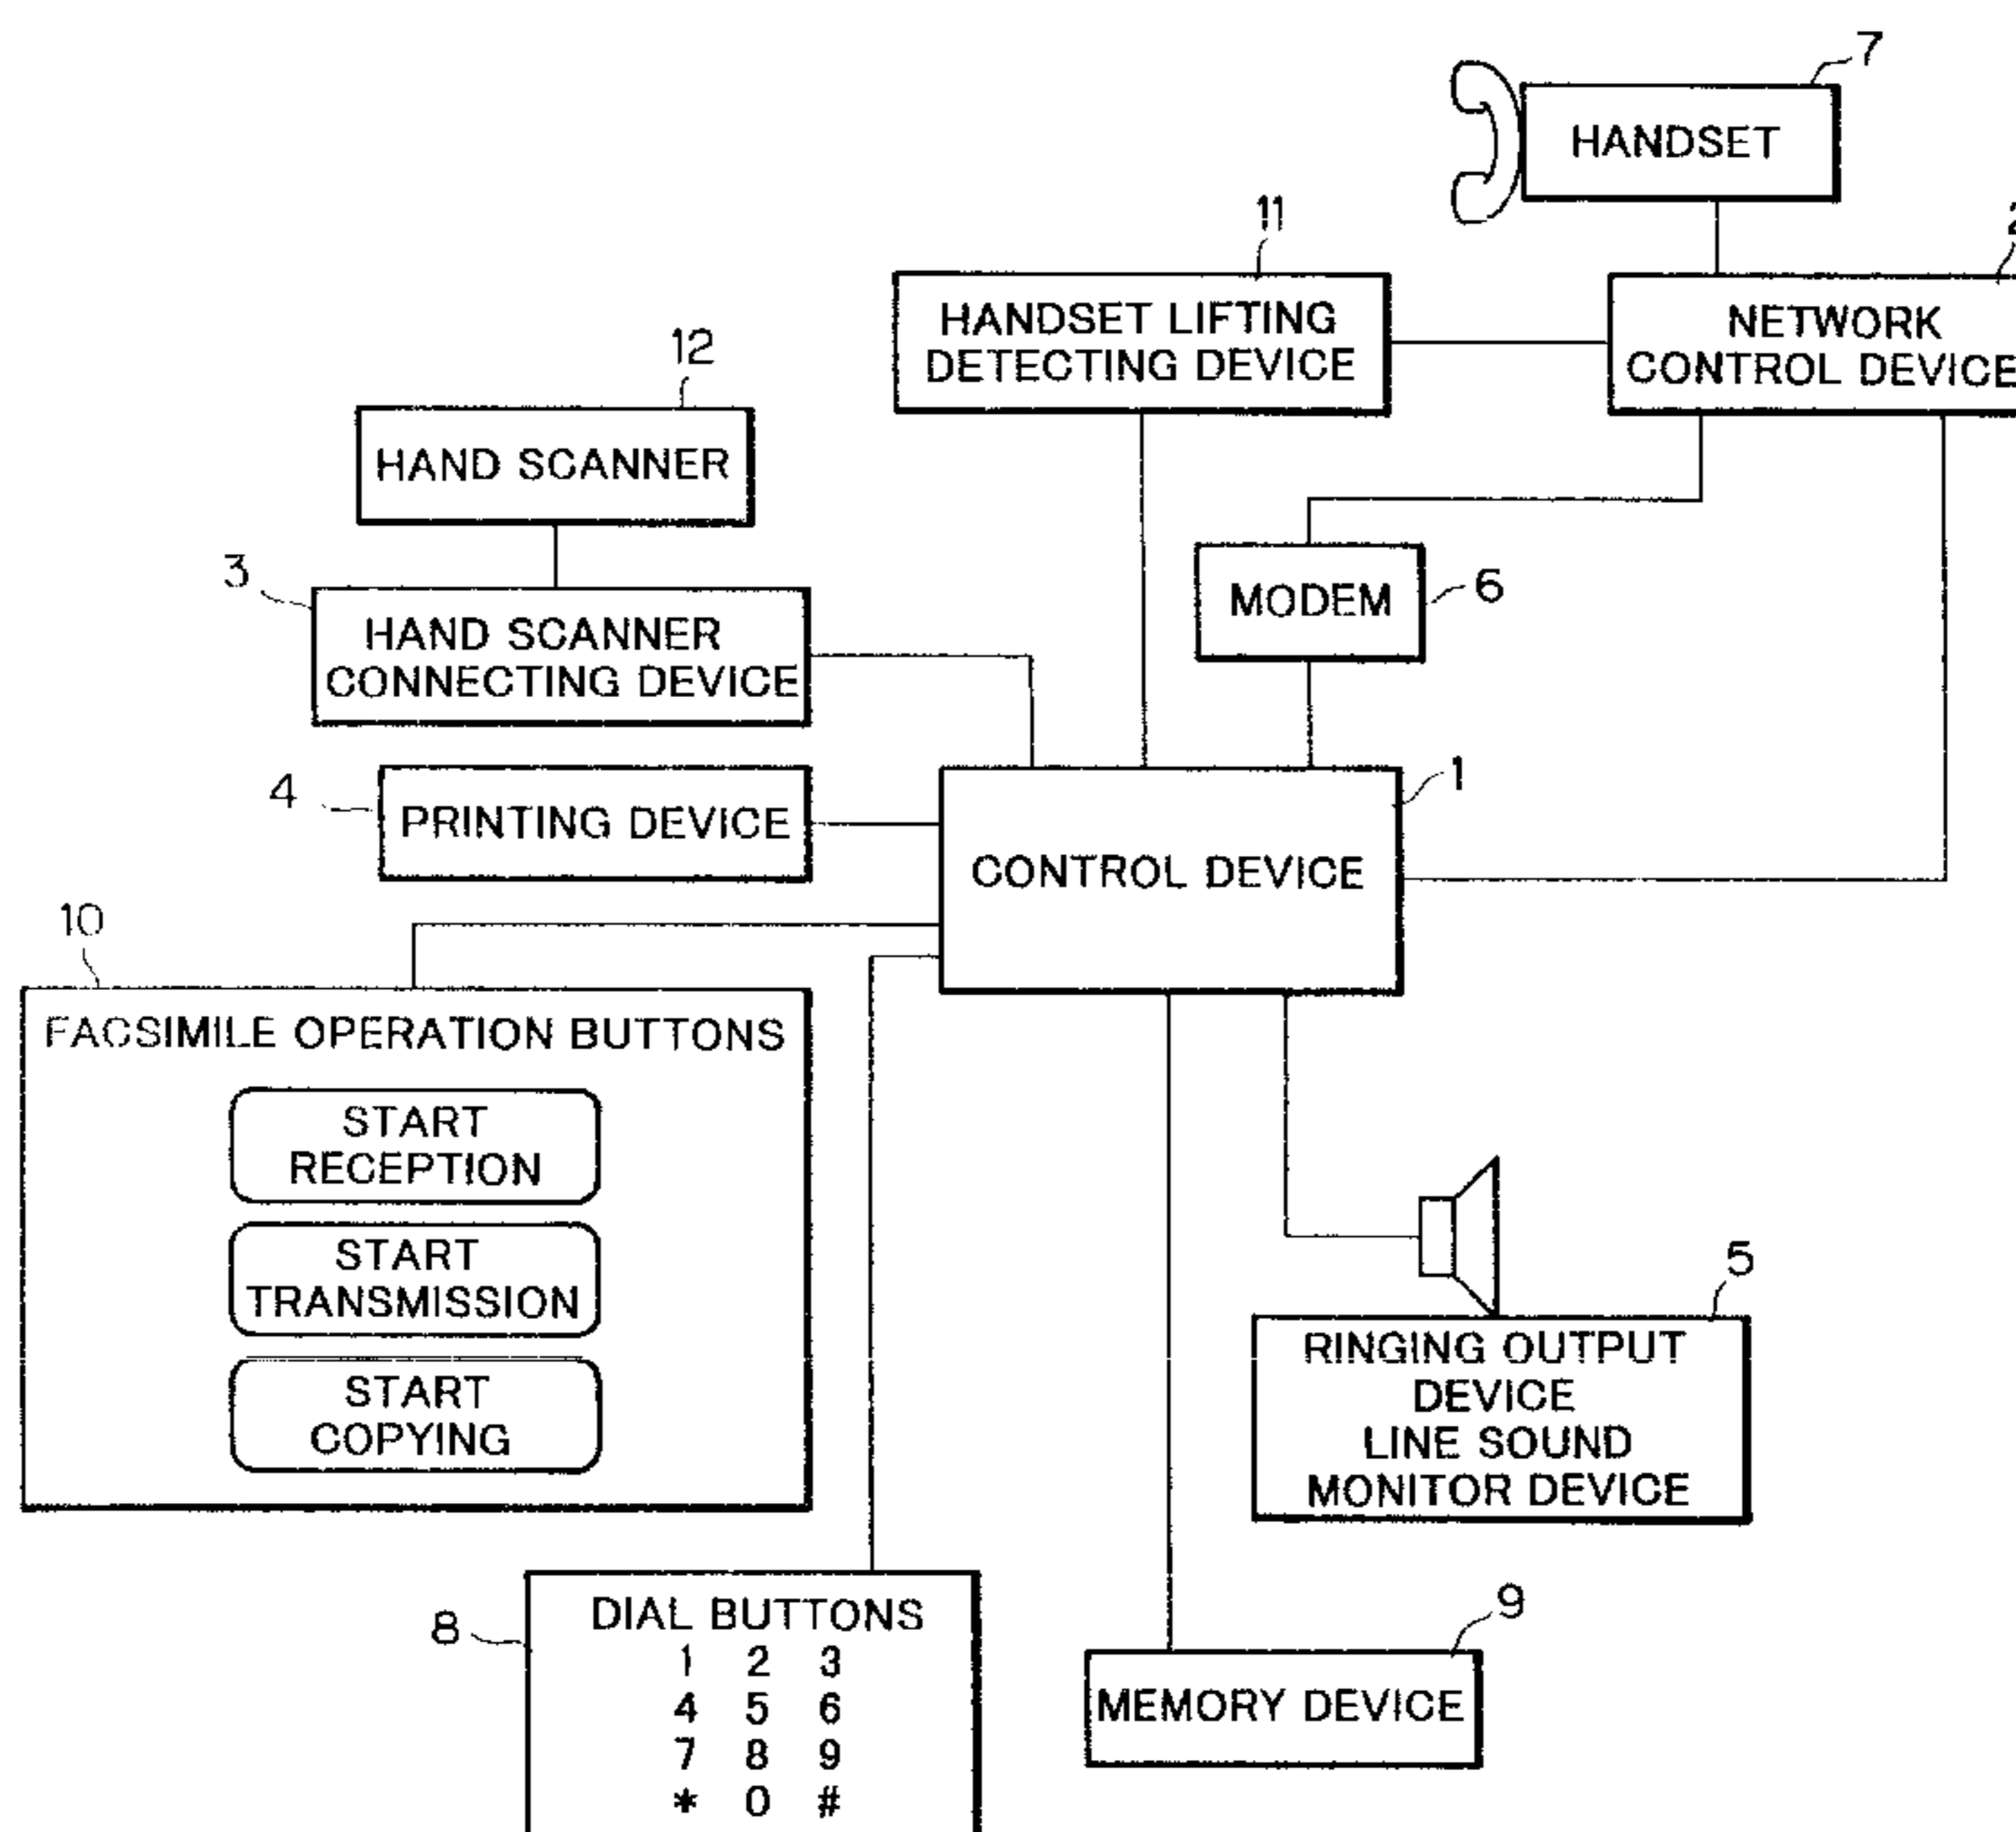 7
HANDSET
11
2
HANDSET LIFTING
DETECTING DEVICE
NETWORK
CONTROL DEVICE
12
HAND SCANNER
3
HAND SCANNER
CONNECTING DEVICE
MODEM
6
4
PRINTING DEVICE
1
CONTROL DEVICE
10
FACSIMILE OPERATION BUTTONS
START
RECEPTION
START
TRANSMISSION
START
COPYING
5
RINGING OUTPUT
DEVICE
LINE SOUND
MONITOR DEVICE
8
DIAL BUTTONS
1 2 3
4 5 6
7 8 9
* 0 #
9
MEMORY DEVICE